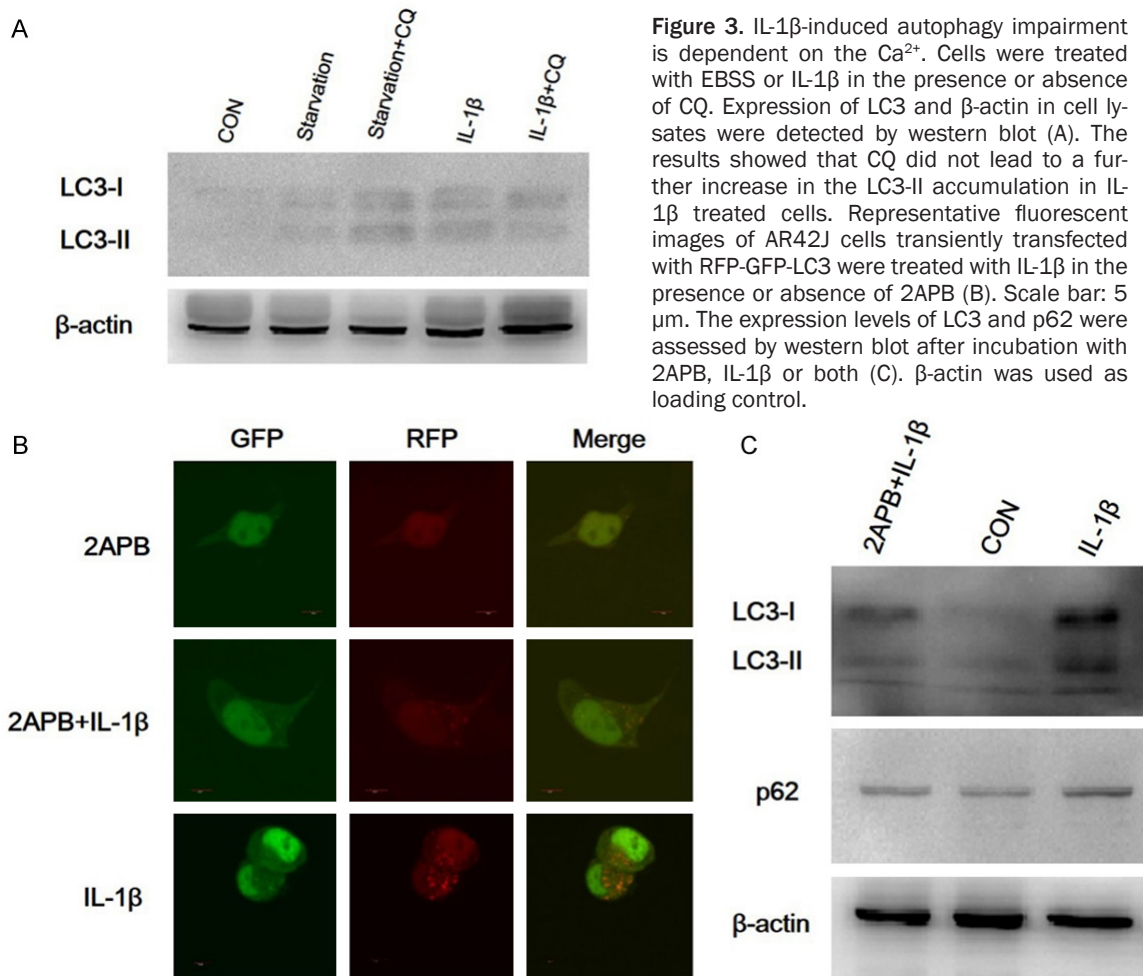 A
CON
Starvation
Starvation+CQ
IL-1β
IL-1β+CQ
LC3-I
LC3-II
β-actin
Figure 3. IL-1β-induced autophagy impairment
is dependent on the Ca²⁺. Cells were treated
with EBSS or IL-1β in the presence or absence
of CQ. Expression of LC3 and β-actin in cell ly-
sates were detected by western blot (A). The
results showed that CQ did not lead to a fur-
ther increase in the LC3-II accumulation in IL-
1β treated cells. Representative fluorescent
images of AR42J cells transiently transfected
with RFP-GFP-LC3 were treated with IL-1β in the
presence or absence of 2APB (B). Scale bar: 5
μm. The expression levels of LC3 and p62 were
assessed by western blot after incubation with
2APB, IL-1β or both (C). β-actin was used as
loading control.
B
GFP
RFP
Merge
2APB
2APB+IL-1β
IL-1β
C
2APB+IL-1β
CON
IL-1β
LC3-I
LC3-II
p62
β-actin